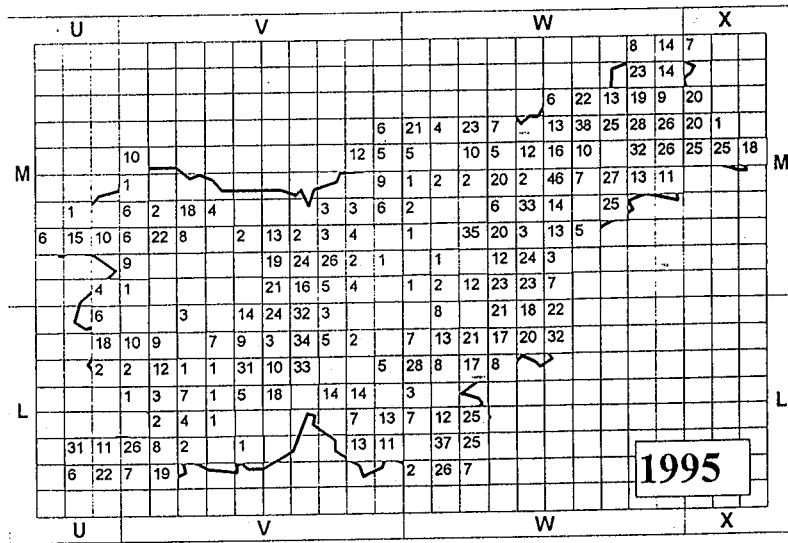 U V W X
8 14 7
23 14
6 22 13 19 9 20
6 21 4 23 7 13 38 25 28 26 20 1
10 12 5 5 10 5 12 16 10 32 26 25 25 18
M 1 9 1 2 2 20 2 46 7 27 13 11 M
1 6 2 18 4 3 3 6 2 6 33 14 25
6 15 10 6 22 8 2 13 2 3 4 1 35 20 3 13 5
9 19 24 26 2 1 1 12 24 3
4 1 21 16 5 4 1 2 12 23 23 7
6 3 14 24 32 3 8 21 18 22
18 10 9 7 9 3 34 5 2 7 13 21 17 20 32
2 2 12 1 1 31 10 33 5 28 8 17 8
L 1 3 7 1 5 18 14 14 3 L
2 4 1 7 13 7 12 25
31 11 26 8 2 1 13 11 37 25
6 22 7 19 2 26 7
1995
U V W X